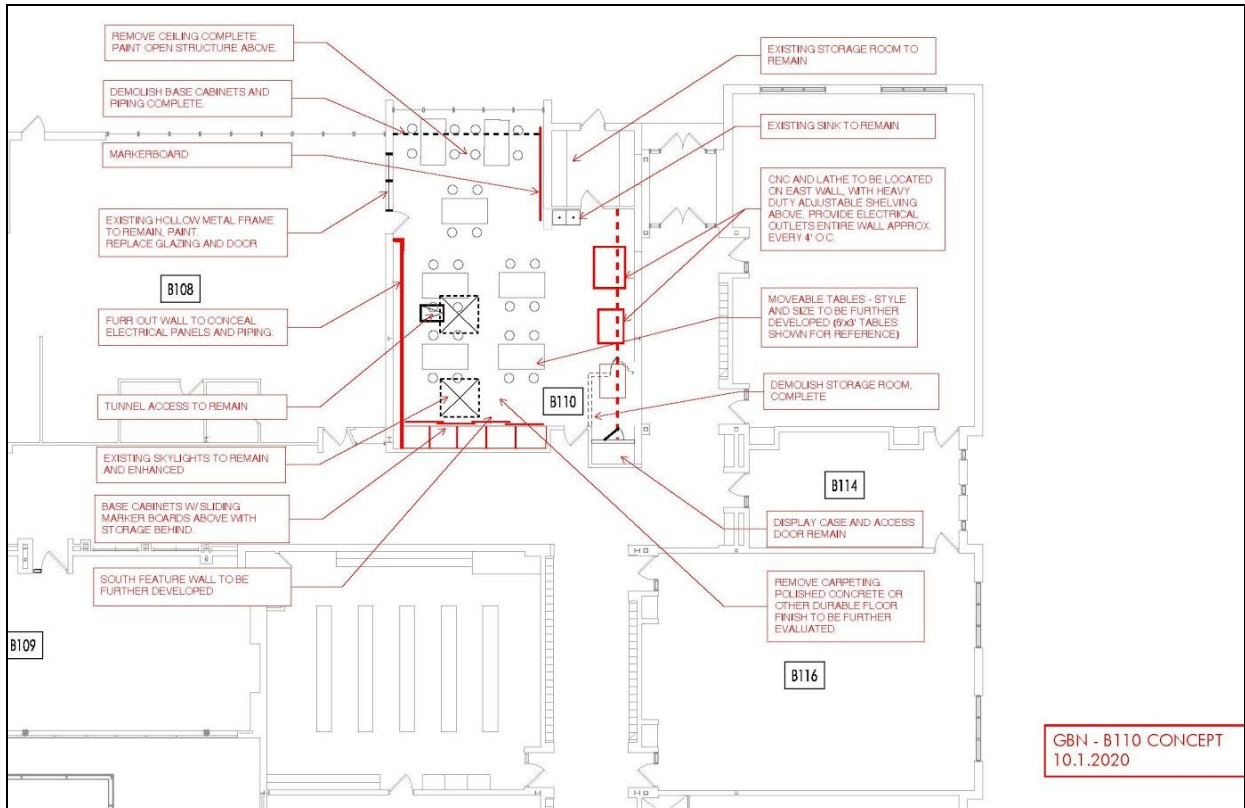 REMOVE CEILING COMPLETE.
PAINT OPEN STRUCTURE ABOVE.
DEMOLISH BASE CABINETS AND
PIPING COMPLETE.
MARKERBOARD
EXISTING HOLLOW METAL FRAME
TO REMAIN, PAINT.
REPLACE GLAZING AND DOOR
B108
FURR OUT WALL TO CONCEAL
ELECTRICAL PANELS AND PIPING.
TUNNEL ACCESS TO REMAIN
EXISTING SKYLIGHTS TO REMAIN
AND ENHANCED
BASE CABINETS W/ SLIDING
MARKER BOARDS ABOVE WITH
STORAGE BEHIND.
SOUTH FEATURE WALL TO BE
FURTHER DEVELOPED
B109
B110
EXISTING STORAGE ROOM TO
REMAIN
EXISTING SINK TO REMAIN
CNC AND LATHE TO BE LOCATED
ON EAST WALL, WITH HEAVY
DUTY ADJUSTABLE SHELVING
ABOVE. PROVIDE ELECTRICAL
OUTLETS ENTIRE WALL APPROX.
EVERY 4' O.C.
MOVEABLE TABLES - STYLE
AND SIZE TO BE FURTHER
DEVELOPED (6'x3' TABLES
SHOWN FOR REFERENCE)
DEMOLISH STORAGE ROOM,
COMPLETE
B114
DISPLAY CASE AND ACCESS
DOOR REMAIN
REMOVE CARPETING.
POLISHED CONCRETE OR
OTHER DURABLE FLOOR
FINISH TO BE FURTHER
EVALUATED.
B116
GBN - B110 CONCEPT
10.1.2020